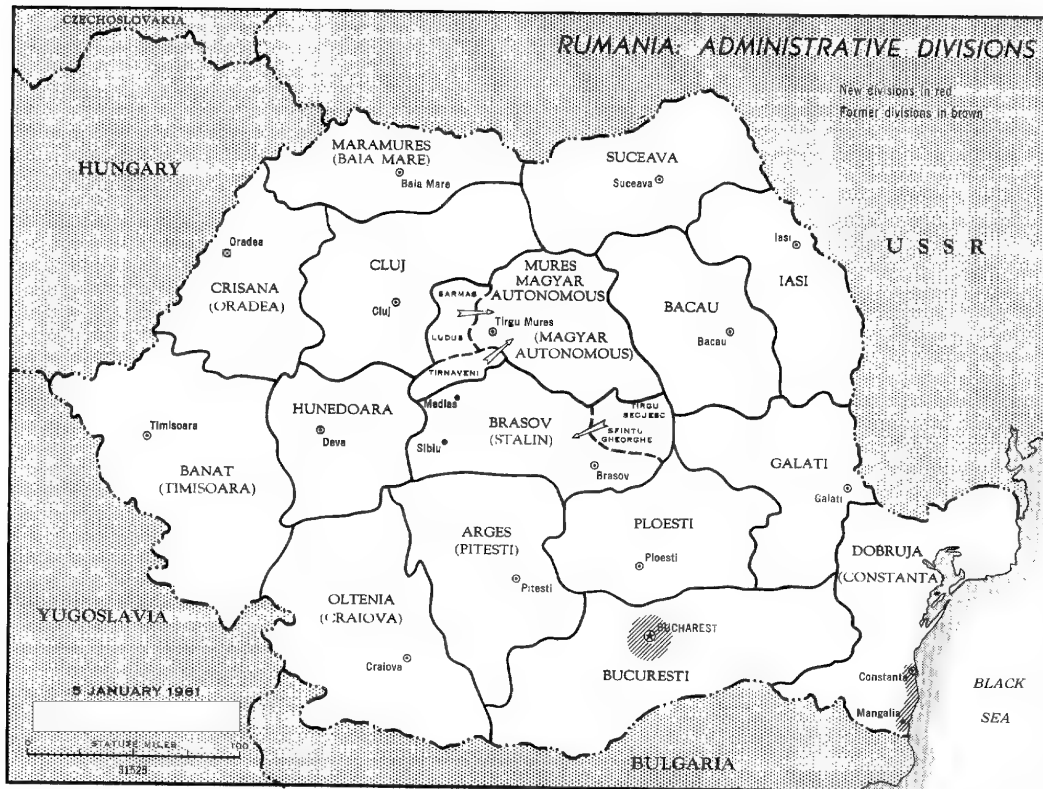 CZECHOSLOVAKIA
RUMANIA: ADMINISTRATIVE DIVISIONS
New divisions in red
Former divisions in brown
HUNGARY
MARAMURES
(BAIA MARE)
Baia Mare
SUCEAVA
Suceava
Oradea
CRISANA
(ORADEA)
CLUJ
Cluj
SARMAS
LUDUS
TIRNAVENI
MURES
MAGYAR
AUTONOMOUS
Tirgu Mures
(MAGYAR
AUTONOMOUS)
BACAU
Bacau
Iasi
IASI
USSR
Timisoara
BANAT
(TIMISOARA)
HUNEDOARA
Deva
Medias
Sibiu
BRASOV
(STALIN)
Brasov
TIRGU
SECJESC
SFINTU
GHEORGHE
GALATI
Galati
ARGES
(PITESTI)
Pitesti
PLOESTI
Ploesti
DOBRUJA
(CONSTANTA)
YUGOSLAVIA
OLTENIA
(CRAIOVA)
Craiova
BUCHAREST
BUCURESTI
Constanta
Mangalia
BLACK
SEA
5 JANUARY 1961
0 STATUTE MILES 100
31529
BULGARIA